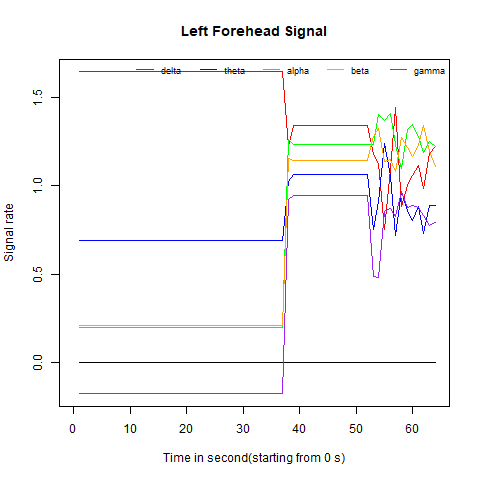 Left Forehead Signal
delta theta alpha beta gamma
1.5
1.0
0.5
0.0
Signal rate
0 10 20 30 40 50 60
Time in second(starting from 0 s)